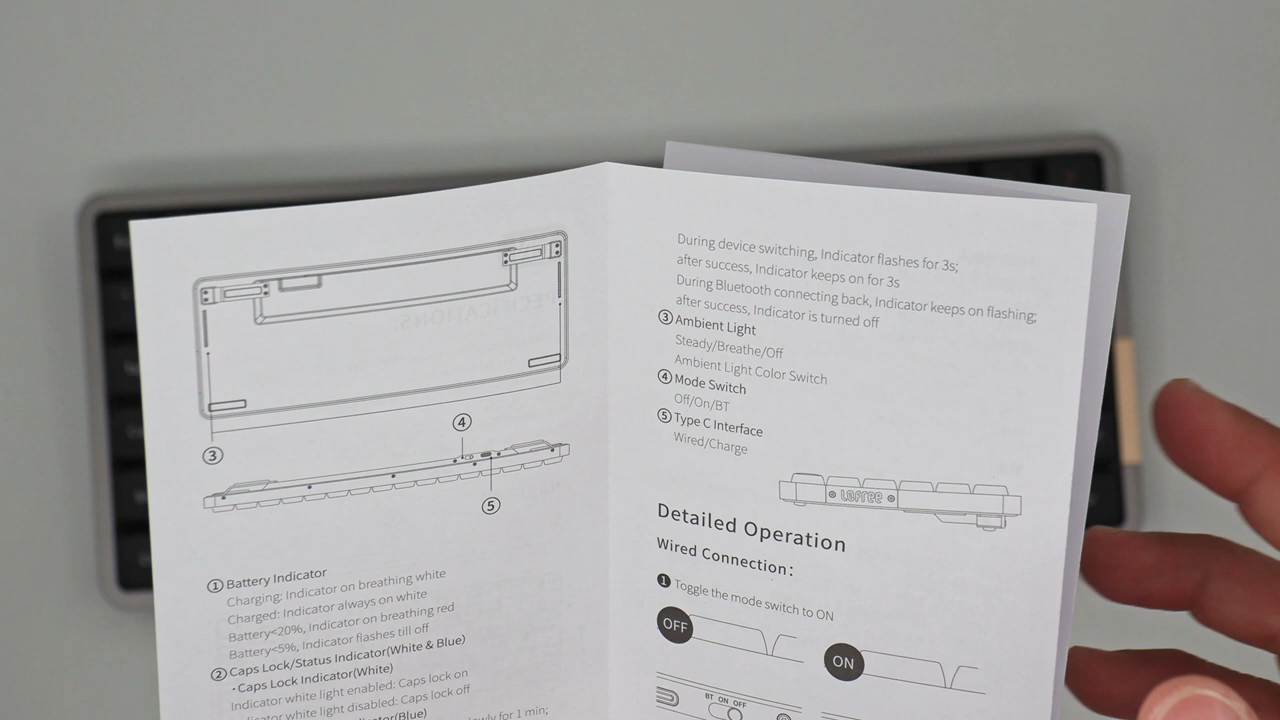 ③
④
⑤
① Battery Indicator
Charging: Indicator on breathing white
Charged: Indicator always on white
Battery<20%, Indicator on breathing red
Battery<5%, Indicator flashes till off
② Caps Lock/Status Indicator(White & Blue)
· Caps Lock Indicator(White)
Indicator white light enabled: Caps lock on
Indicator white light disabled: Caps lock off
Indicator(Blue)
slowly for 1 min;
During device switching, Indicator flashes for 3s;
after success, Indicator keeps on for 3s
During Bluetooth connecting back, Indicator keeps on flashing;
after success, Indicator is turned off
③ Ambient Light
Steady/Breathe/Off
Ambient Light Color Switch
④ Mode Switch
Off/On/BT
⑤ Type C Interface
Wired/Charge
LOFREE
Detailed Operation
Wired Connection:
❶ Toggle the mode switch to ON
OFF
ON
BT ON OFF